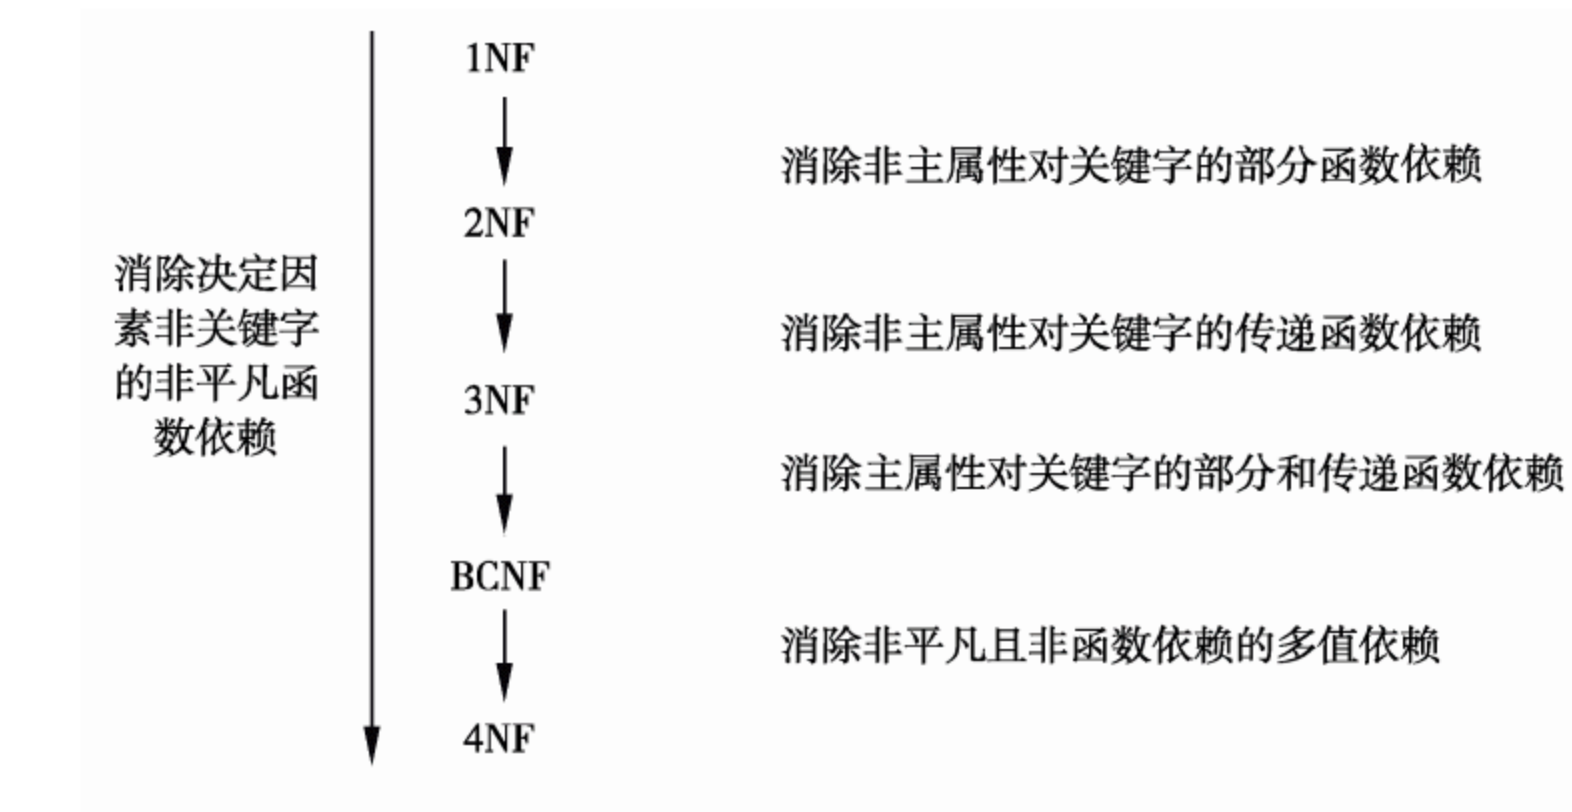 1NF
消除非主属性对关键字的部分函数依赖
2NF
消除决定因
素非关键字
的非平凡函
数依赖
消除非主属性对关键字的传递函数依赖
3NF
消除主属性对关键字的部分和传递函数依赖
BCNF
消除非平凡且非函数依赖的多值依赖
4NF